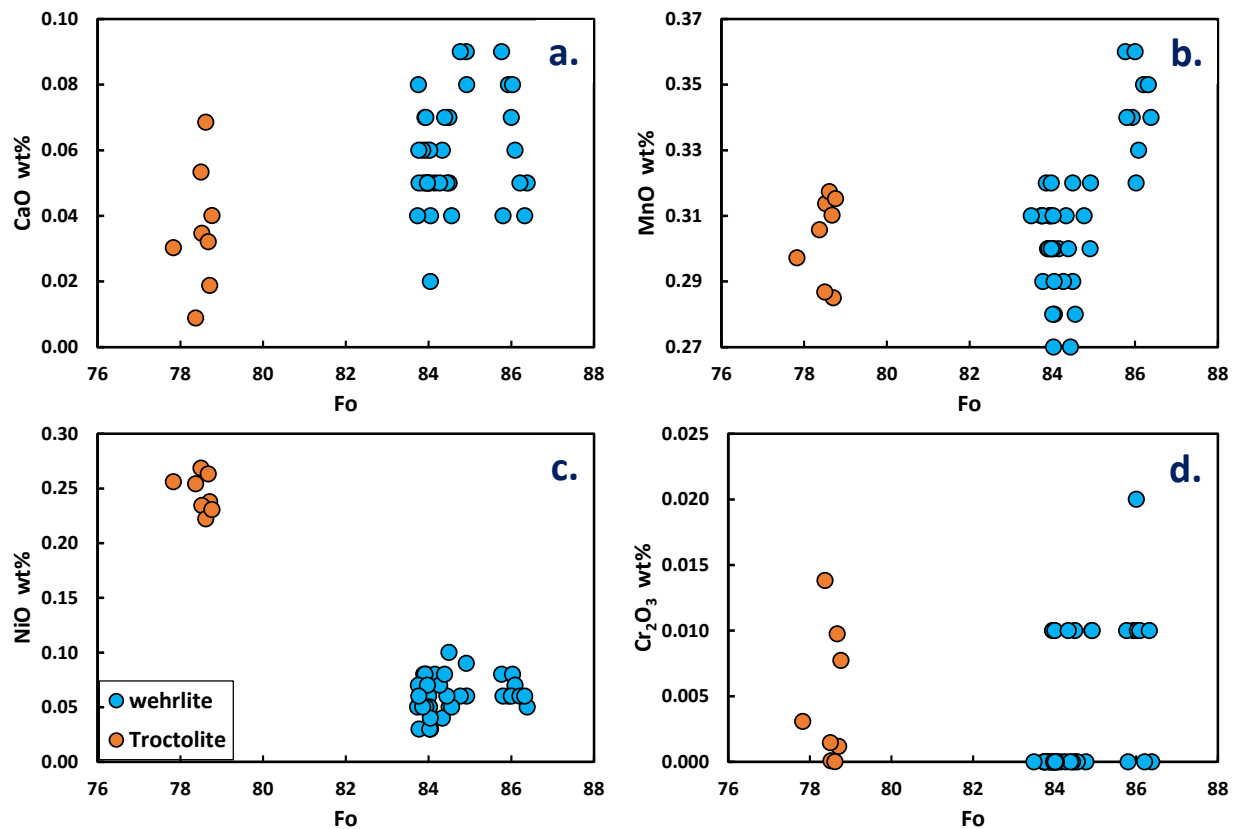 a.
CaO wt%
0.10
0.08
0.06
0.04
0.02
0.00
76 78 80 82 84 86 88
Fo
b.
MnO wt%
0.37
0.35
0.33
0.31
0.29
0.27
76 78 80 82 84 86 88
Fo
c.
NiO wt%
0.30
0.25
0.20
0.15
0.10
0.05
0.00
wehrlite
Troctolite
76 78 80 82 84 86 88
Fo
d.
Cr₂O₃ wt%
0.025
0.020
0.015
0.010
0.005
0.000
76 78 80 82 84 86 88
Fo